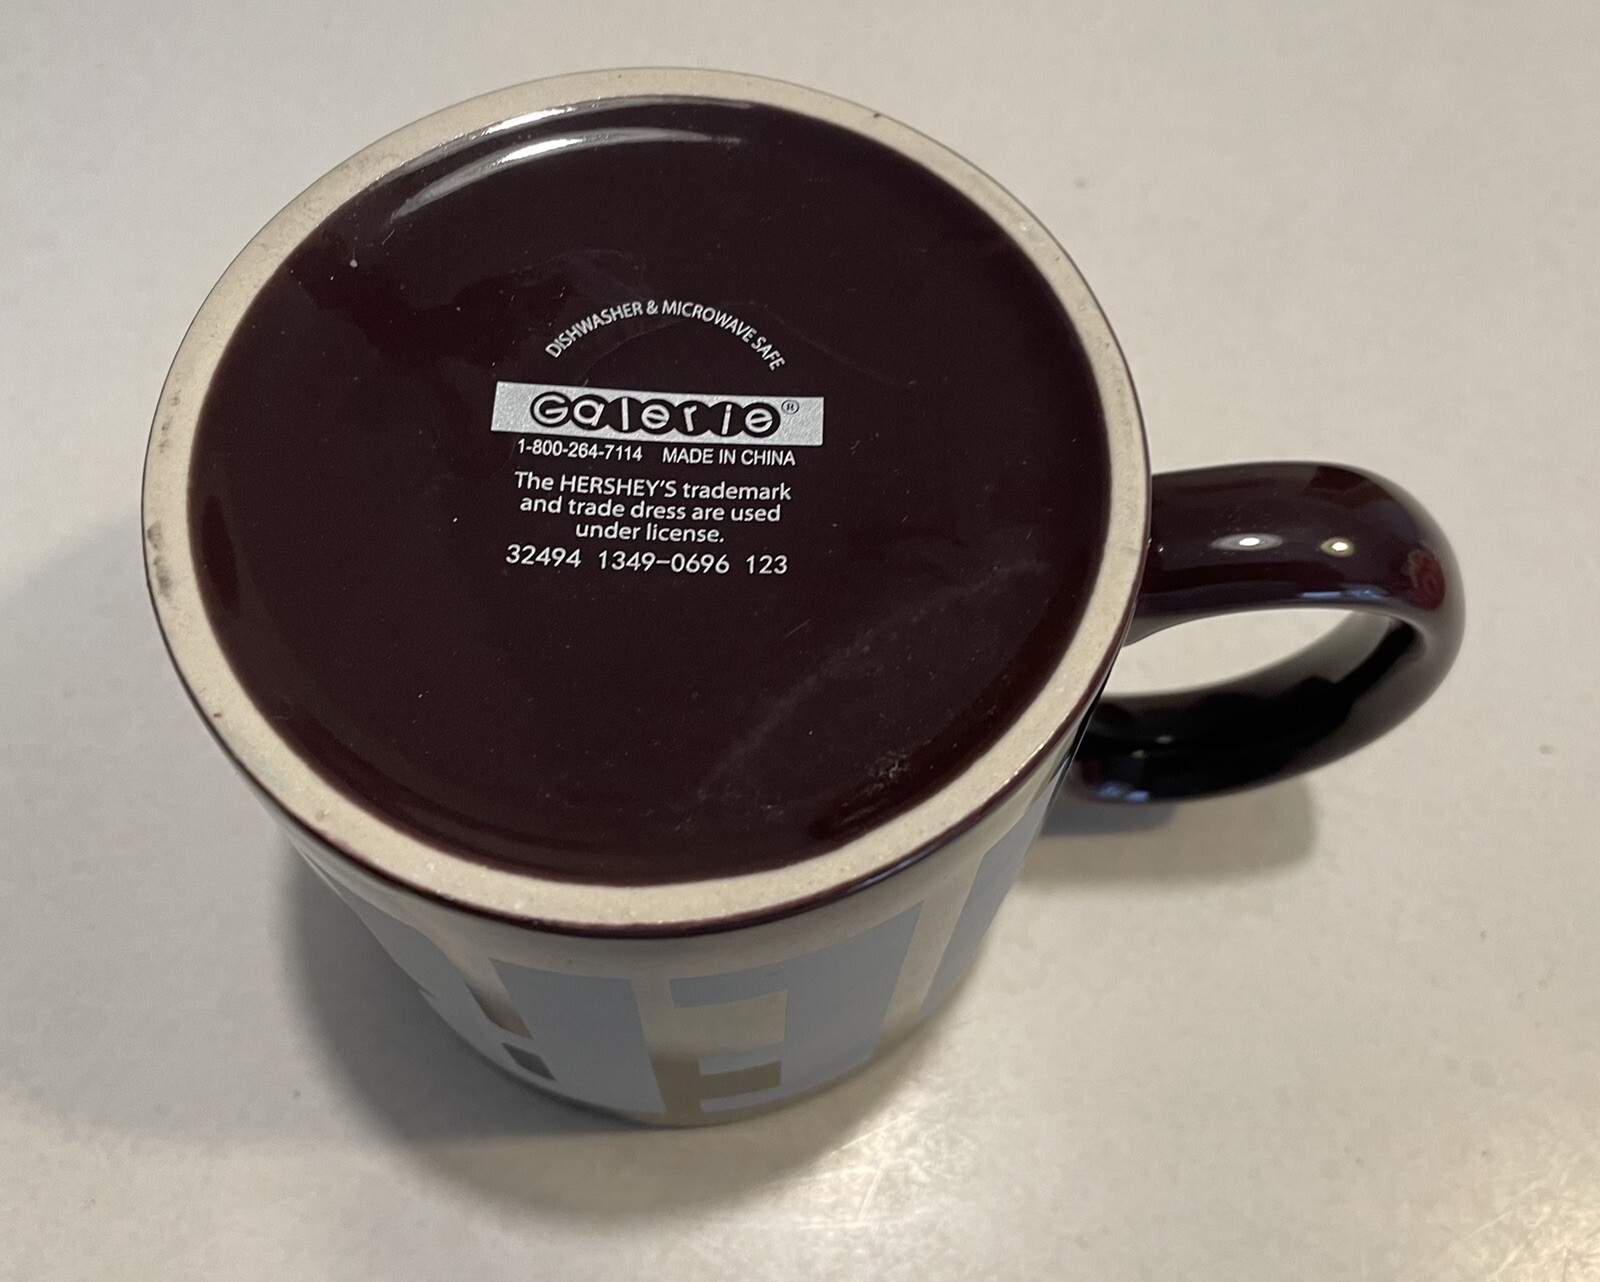 DISHWASHER & MICROWAVE SAFE
Galerie®
1-800-264-7114 MADE IN CHINA
The HERSHEY'S trademark
and trade dress are used
under license.
32494 1349-0696 123